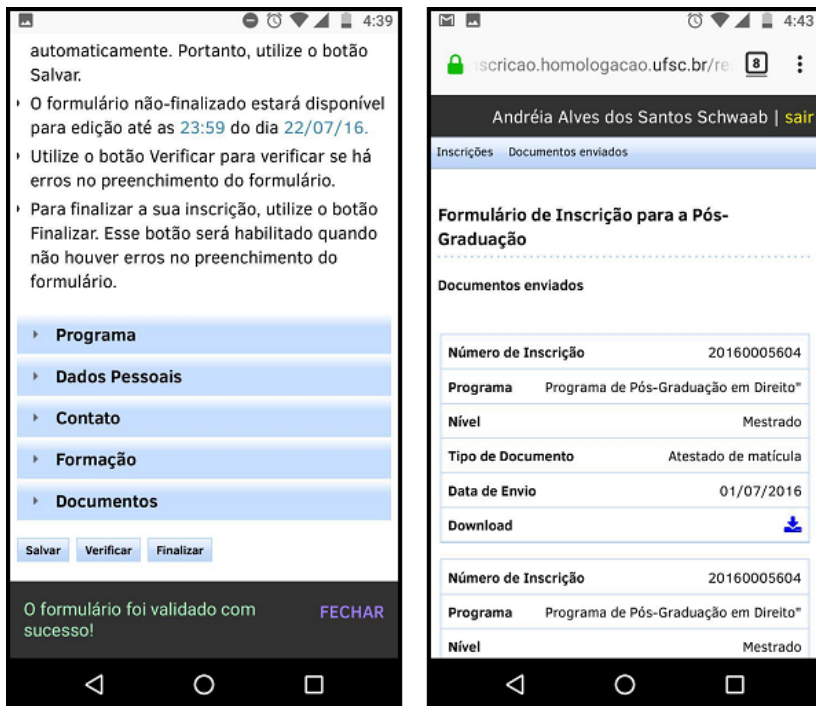 4:39
automaticamente. Portanto, utilize o botão
Salvar.
O formulário não-finalizado estará disponível
para edição até as 23:59 do dia 22/07/16.
Utilize o botão Verificar para verificar se há
erros no preenchimento do formulário.
Para finalizar a sua inscrição, utilize o botão
Finalizar. Esse botão será habilitado quando
não houver erros no preenchimento do
formulário.
Programa
Dados Pessoais
Contato
Formação
Documentos
Salvar Verificar Finalizar
O formulário foi validado com
sucesso!
FECHAR
4:43
scricao.homologacao.ufsc.br/re 8
Andréia Alves dos Santos Schwaab | sair
Inscrições Documentos enviados
Formulário de Inscrição para a Pós-
Graduação
Documentos enviados
Número de Inscrição 20160005604
Programa Programa de Pós-Graduação em Direito"
Nível Mestrado
Tipo de Documento Atestado de matícula
Data de Envio 01/07/2016
Download
Número de Inscrição 20160005604
Programa Programa de Pós-Graduação em Direito"
Nível Mestrado